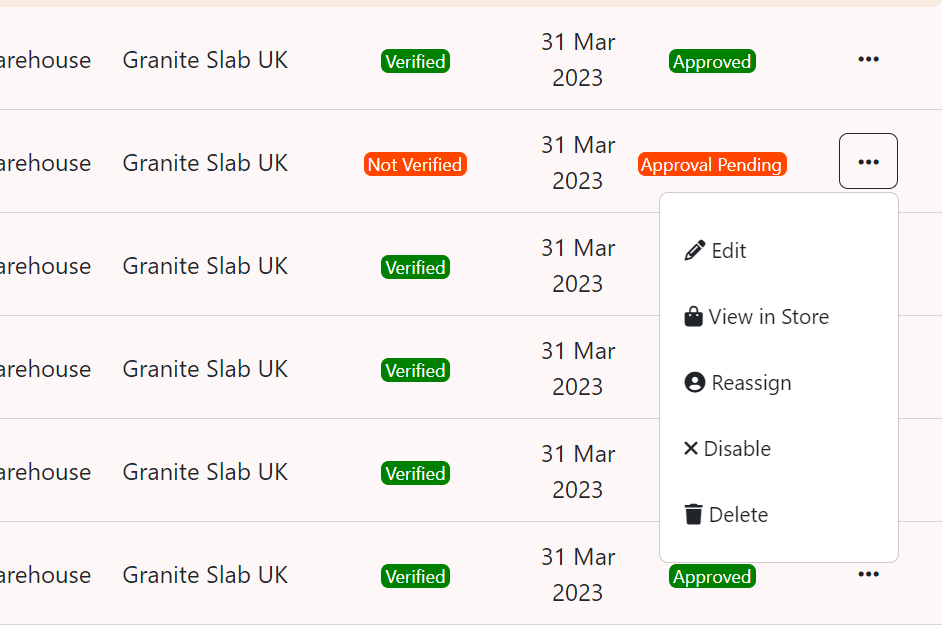 arehouse Granite Slab UK Verified 31 Mar 2023 Approved •••
arehouse Granite Slab UK Not Verified 31 Mar 2023 Approval Pending •••
arehouse Granite Slab UK Verified 31 Mar 2023
arehouse Granite Slab UK Verified 31 Mar 2023
arehouse Granite Slab UK Verified 31 Mar 2023
arehouse Granite Slab UK Verified 31 Mar 2023 Approved •••
Edit
View in Store
Reassign
Disable
Delete